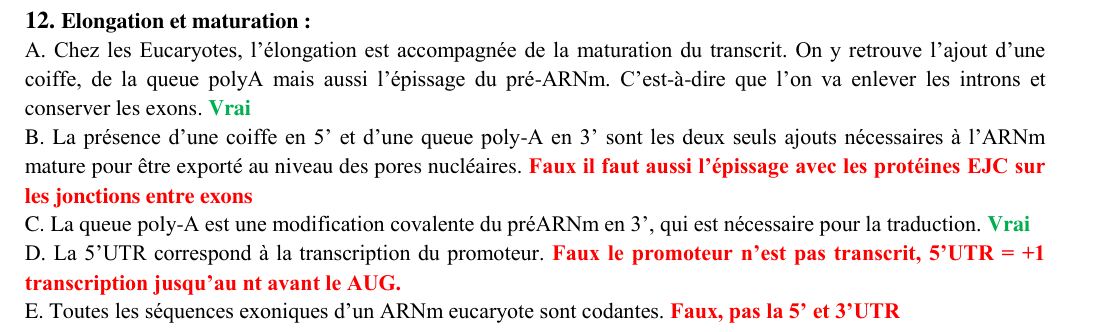 12. Elongation et maturation :
A. Chez les Eucaryotes, l’élongation est accompagnée de la maturation du transcrit. On y retrouve l’ajout d’une
coiffe, de la queue polyA mais aussi l’épissage du pré-ARNm. C’est-à-dire que l’on va enlever les introns et
conserver les exons. Vrai
B. La présence d’une coiffe en 5’ et d’une queue poly-A en 3’ sont les deux seuls ajouts nécessaires à l’ARNm
mature pour être exporté au niveau des pores nucléaires. Faux il faut aussi l’épissage avec les protéines EJC sur
les jonctions entre exons
C. La queue poly-A est une modification covalente du préARNm en 3’, qui est nécessaire pour la traduction. Vrai
D. La 5’UTR correspond à la transcription du promoteur. Faux le promoteur n’est pas transcrit, 5’UTR = +1
transcription jusqu’au nt avant le AUG.
E. Toutes les séquences exoniques d’un ARNm eucaryote sont codantes. Faux, pas la 5’ et 3’UTR